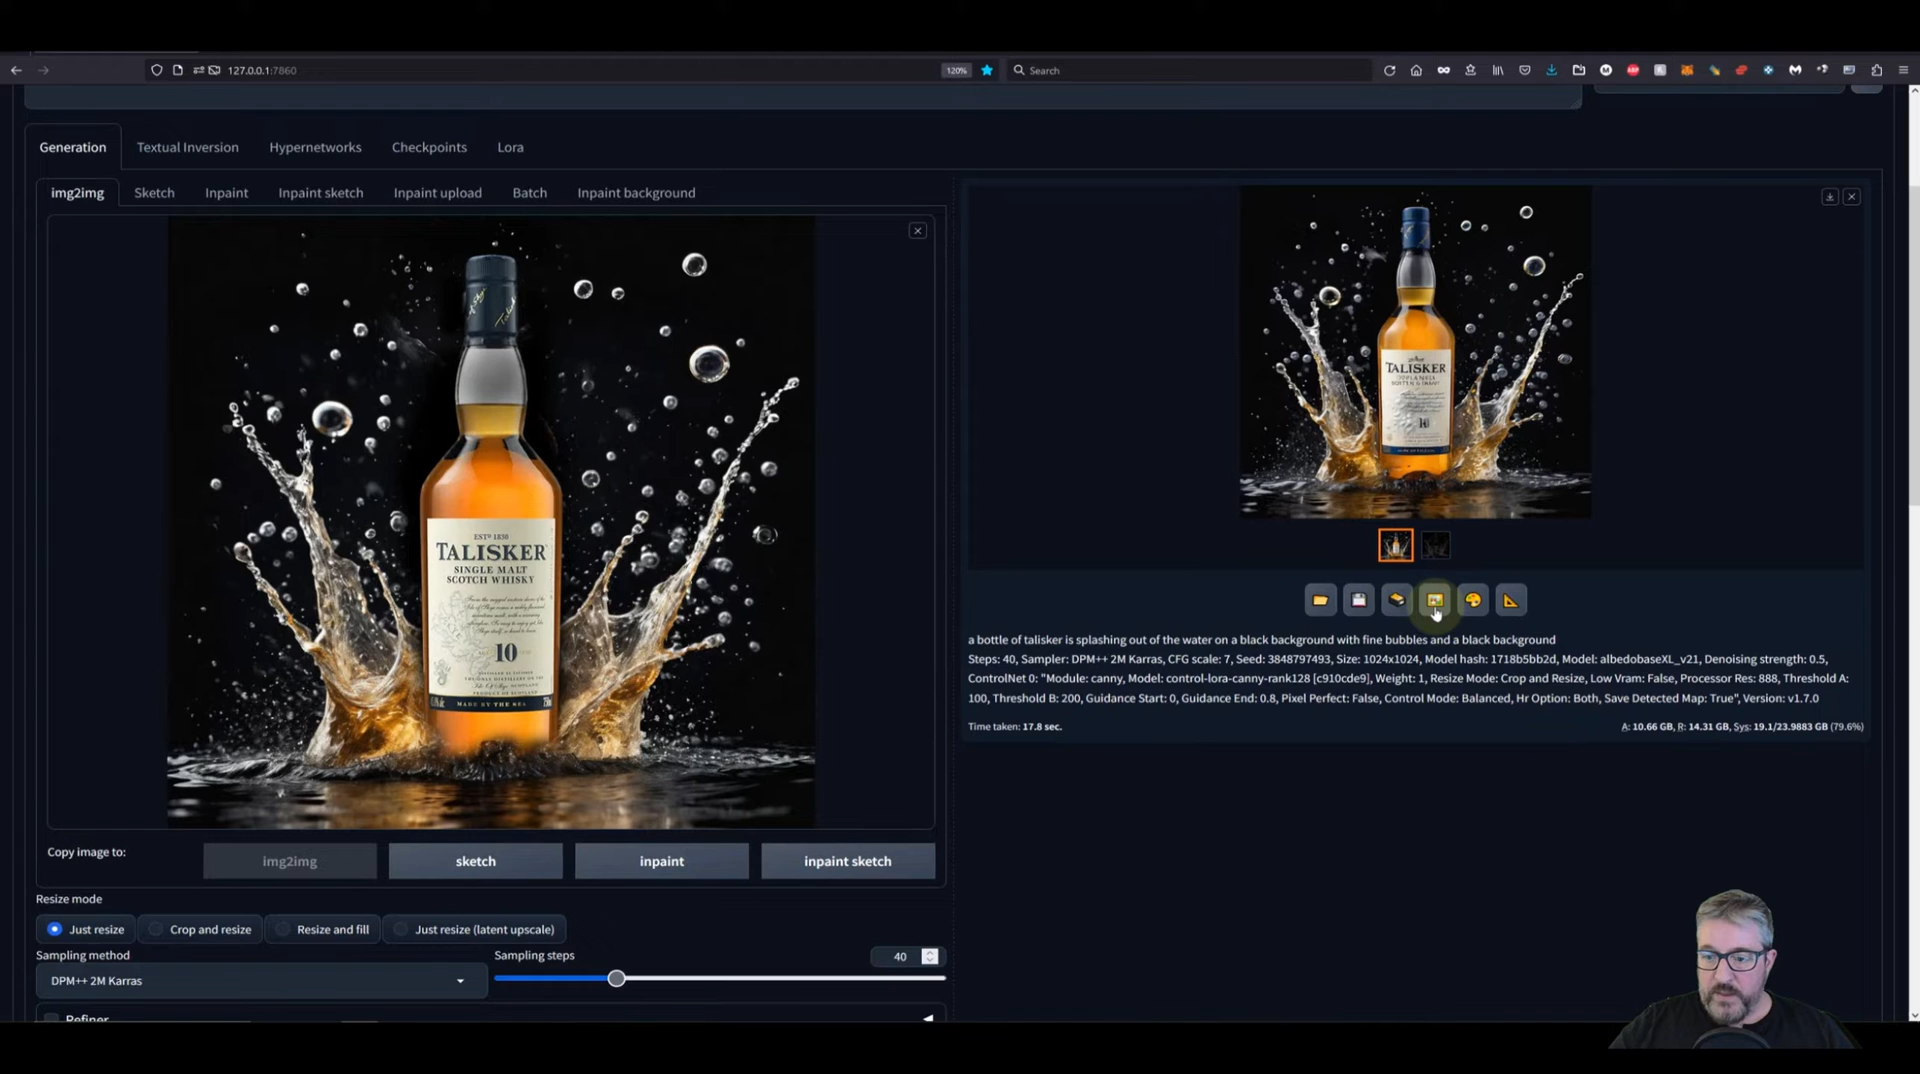 127.0.0.1:7860
120%
Search
Generation
Textual Inversion
Hypernetworks
Checkpoints
Lora
img2img
Sketch
Inpaint
Inpaint sketch
Inpaint upload
Batch
Inpaint background
ESTD 1830
TALISKER
SINGLE MALT
SCOTCH WHISKY
10
MADE BY THE SEA
TALISKER
10
a bottle of talisker is splashing out of the water on a black background with fine bubbles and a black background
Steps: 40, Sampler: DPM++ 2M Karras, CFG scale: 7, Seed: 3848797493, Size: 1024x1024, Model hash: 1718b5bb2d, Model: albedobaseXL_v21, Denoising strength: 0.5,
ControlNet 0: "Module: canny, Model: control-lora-canny-rank128 [c910cde9], Weight: 1, Resize Mode: Crop and Resize, Low Vram: False, Processor Res: 888, Threshold A:
100, Threshold B: 200, Guidance Start: 0, Guidance End: 0.8, Pixel Perfect: False, Control Mode: Balanced, Hr Option: Both, Save Detected Map: True", Version: v1.7.0
Time taken: 17.8 sec.
A: 10.66 GB, R: 14.31 GB, Sys: 19.1/23.9883 GB (79.6%)
Copy image to:
img2img
sketch
inpaint
inpaint sketch
Resize mode
Just resize
Crop and resize
Resize and fill
Just resize (latent upscale)
Sampling method
Sampling steps
40
DPM++ 2M Karras
Refiner